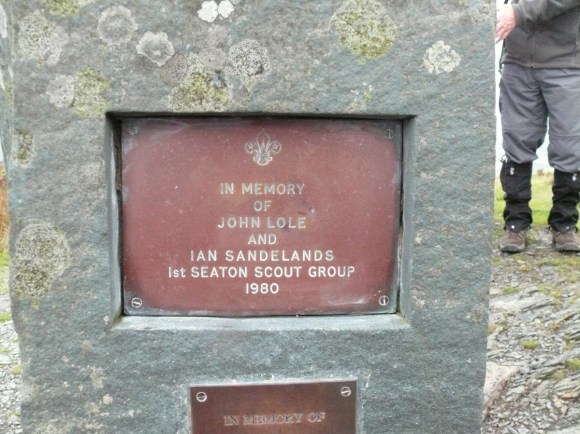 IN MEMORY
OF
JOHN LOLE
AND
IAN SANDELANDS
1st SEATON SCOUT GROUP
1980
IN MEMORY OF